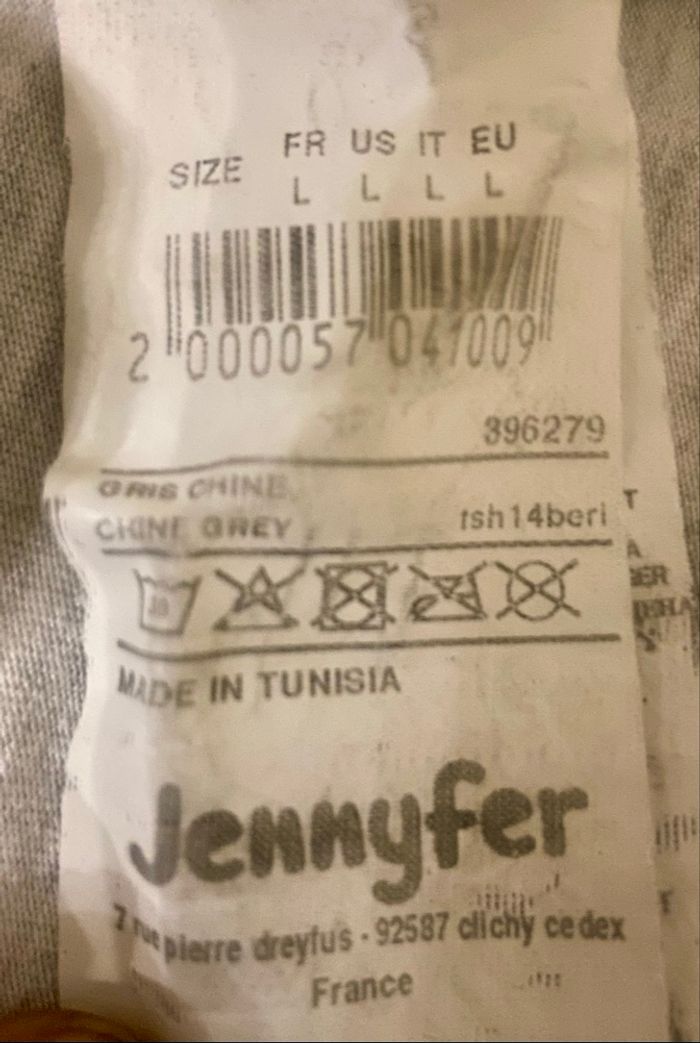 SIZE FR US IT EU
L L L L
2 000057 041009
396279
GRIS CHINE
CHINE GREY tsh14beri
30
MADE IN TUNISIA
Jennyfer
7 rue pierre dreyfus - 92587 clichy cedex
France